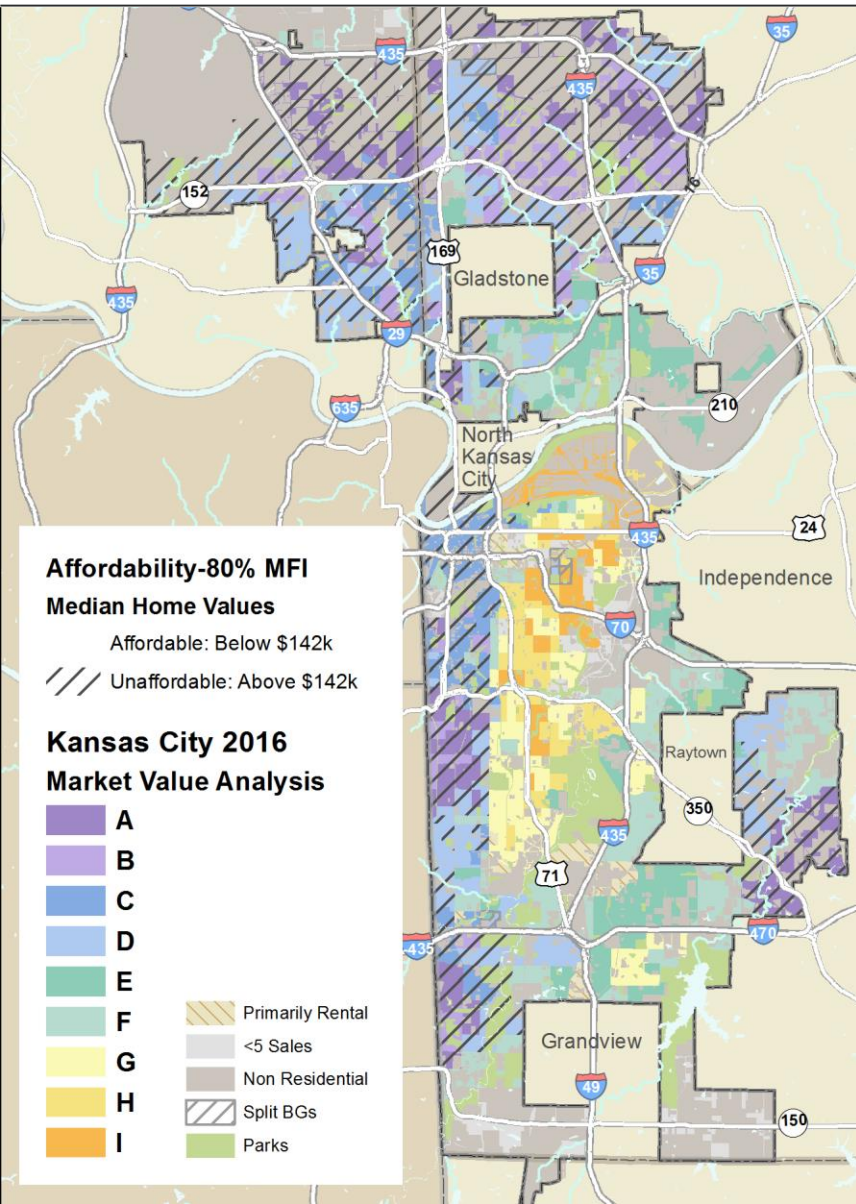 435
35
435
152
169
Gladstone
16
35
435
29
635
210
North
Kansas
City
24
435
Independence
70
Raytown
350
435
71
435
470
Grandview
49
150
Affordability-80% MFI
Median Home Values
Affordable: Below $142k
Unaffordable: Above $142k
Kansas City 2016
Market Value Analysis
A
B
C
D
E
F
G
H
I
Primarily Rental
<5 Sales
Non Residential
Split BGs
Parks